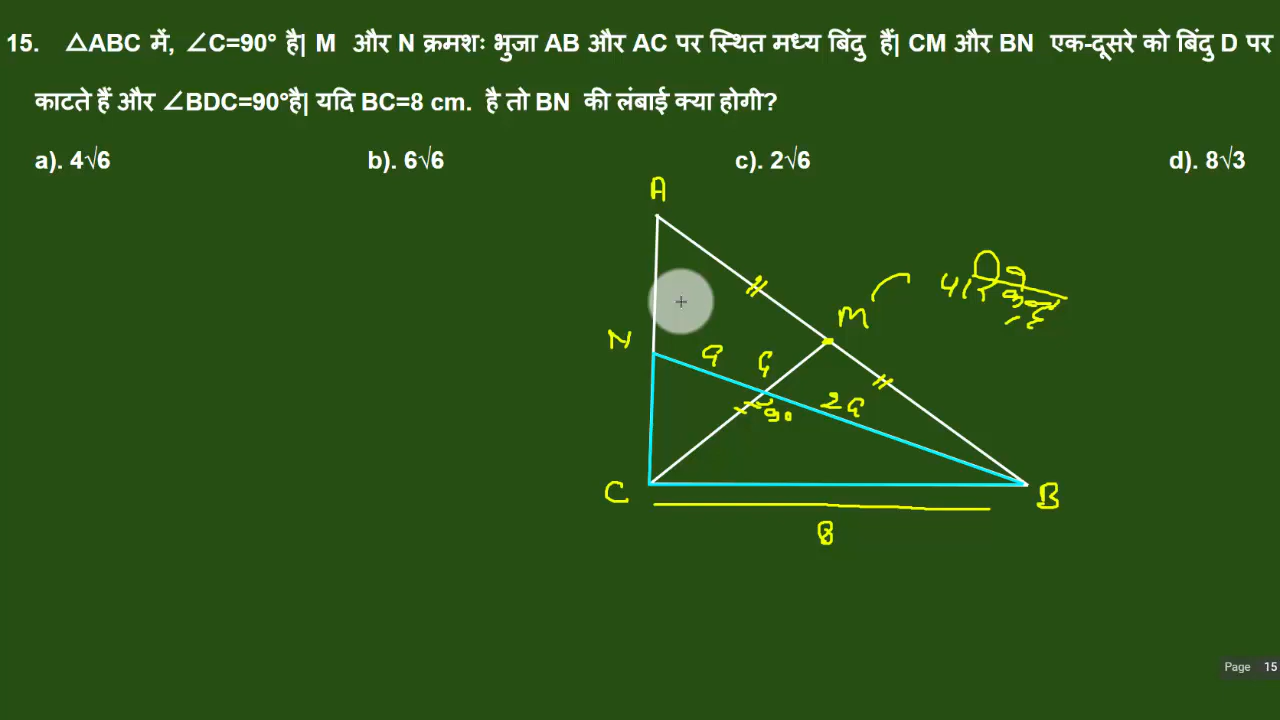 15. △ABC में, ∠C=90° है| M और N क्रमशः भुजा AB और AC पर स्थित मध्य बिंदु हैं| CM और BN एक-दूसरे को बिंदु D पर
काटते हैं और ∠BDC=90°है| यदि BC=8 cm. है तो BN की लंबाई क्या होगी?
a). 4√6 b). 6√6 c). 2√6 d). 8√3
A
M
N
90
C
B
8
Page 15